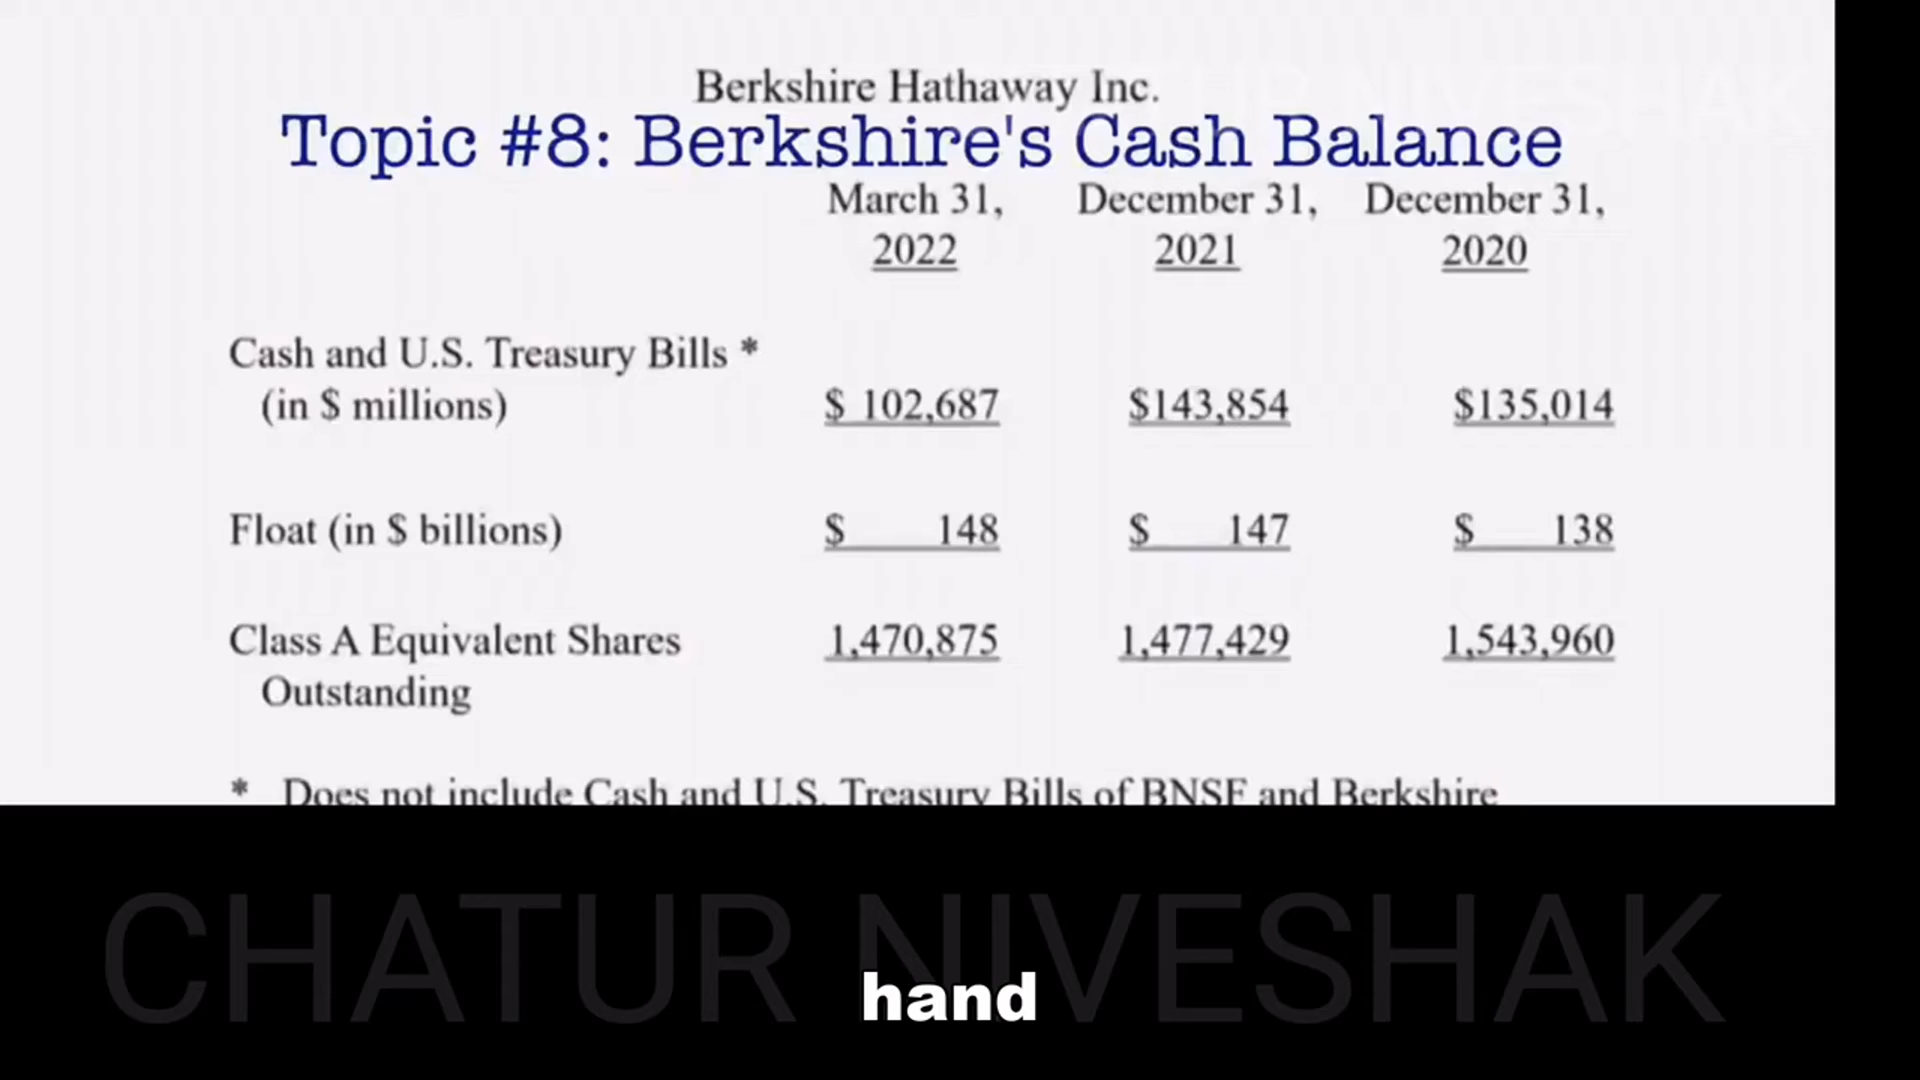 Berkshire Hathaway Inc.
Topic #8: Berkshire's Cash Balance
March 31, December 31, December 31,
2022 2021 2020
Cash and U.S. Treasury Bills *
(in $ millions) $ 102,687 $143,854 $135,014
Float (in $ billions) $ 148 $ 147 $ 138
Class A Equivalent Shares 1,470,875 1,477,429 1,543,960
Outstanding
* Does not include Cash and U.S. Treasury Bills of BNSF and Berkshire
CHATUR NIVESHAK
hand